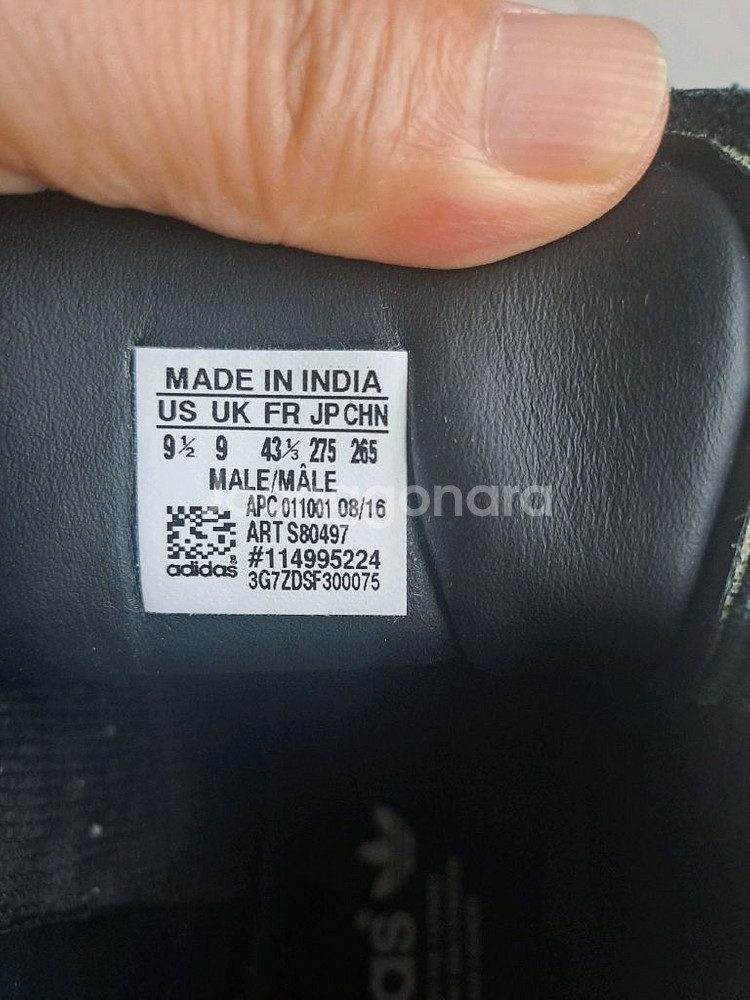 MADE IN INDIA
US UK FR JP CHN
9½ 9 43⅓ 275 265
MALE/MÂLE
APC 011001 08/16
ART S80497
#114995224
adidas
3G7ZDSF300075